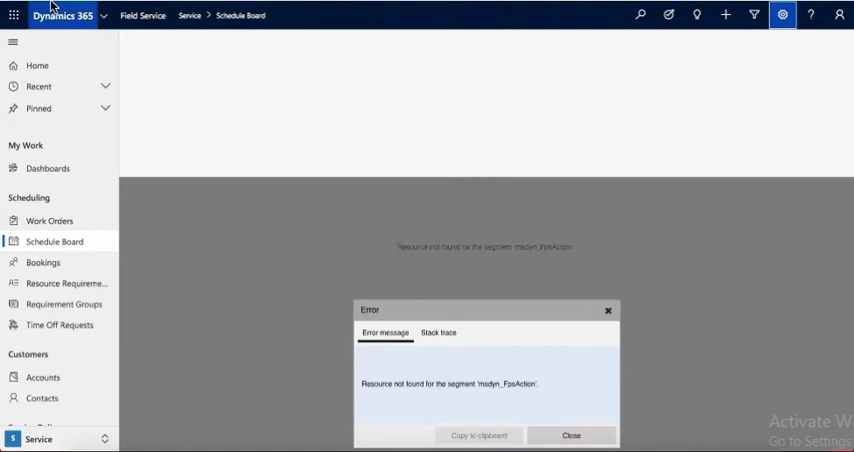 Dynamics 365
Field Service
Service > Schedule Board
Home
Recent
Pinned
My Work
Dashboards
Scheduling
Work Orders
Schedule Board
Bookings
Resource Requireme...
Requirement Groups
Time Off Requests
Customers
Accounts
Contacts
S Service
Resource not found for the segment 'msdyn_FpsAction'
Error
Error message
Stack trace
Resource not found for the segment 'msdyn_FpsAction'.
Copy to clipboard
Close
Activate W
Go to Settings